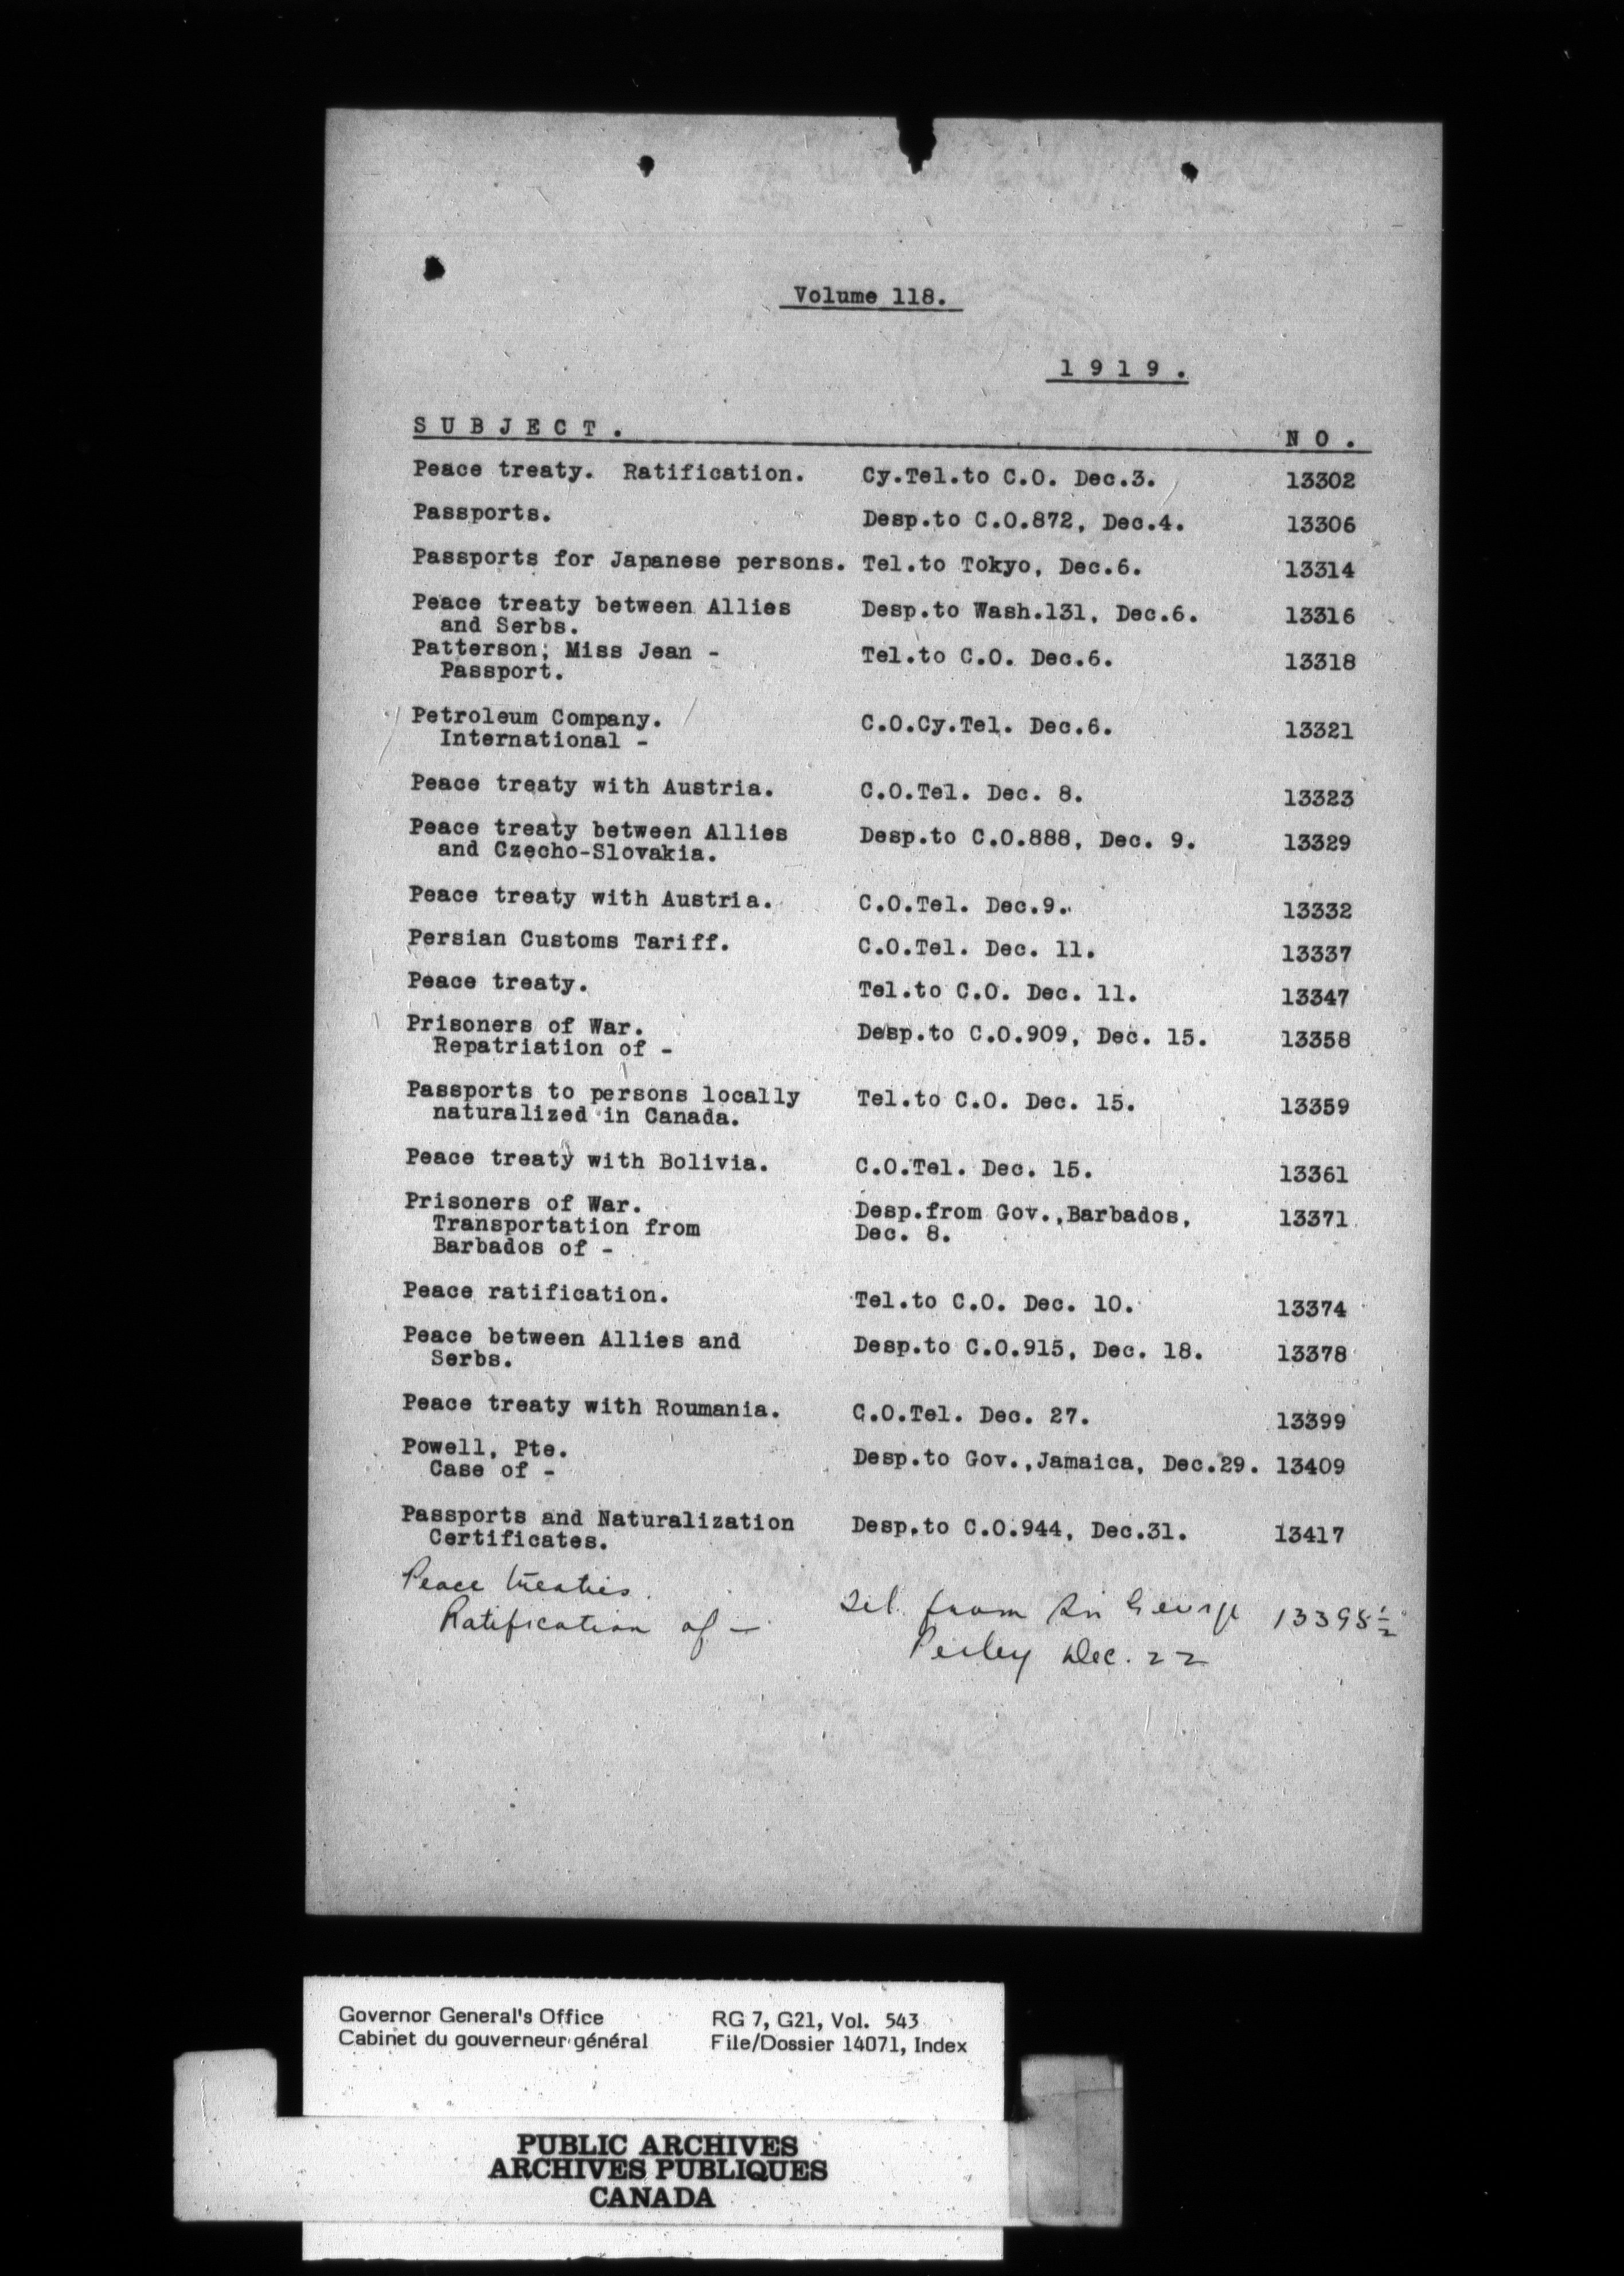 Volume 118.
1 9 1 9 .
S U B J E C T . N O .
Peace treaty. Ratification. Cy.Tel.to C.O. Dec.3. 13302
Passports. Desp.to C.O.872, Dec.4. 13306
Passports for Japanese persons. Tel.to Tokyo, Dec.6. 13314
Peace treaty between Allies Desp.to Wash.131, Dec.6. 13316
and Serbs.
Patterson, Miss Jean - Tel.to C.O. Dec.6. 13318
Passport.
Petroleum Company. C.O.Cy.Tel. Dec.6. 13321
International -
Peace treaty with Austria. C.O.Tel. Dec. 8. 13323
Peace treaty between Allies Desp.to C.O.888, Dec. 9. 13329
and Czecho-Slovakia.
Peace treaty with Austria. C.O.Tel. Dec.9. 13332
Persian Customs Tariff. C.O.Tel. Dec. 11. 13337
Peace treaty. Tel.to C.O. Dec. 11. 13347
Prisoners of War. Desp.to C.O.909, Dec. 15. 13358
Repatriation of -
Passports to persons locally Tel.to C.O. Dec. 15. 13359
naturalized in Canada.
Peace treaty with Bolivia. C.O.Tel. Dec. 15. 13361
Prisoners of War. Desp.from Gov.,Barbados, 13371
Transportation from Dec. 8.
Barbados of -
Peace ratification. Tel.to C.O. Dec. 10. 13374
Peace between Allies and Desp.to C.O.915, Dec. 18. 13378
Serbs.
Peace treaty with Roumania. C.O.Tel. Dec. 27. 13399
Powell, Pte. Desp.to Gov.,Jamaica, Dec.29. 13409
Case of -
Passports and Naturalization Desp.to C.O.944, Dec.31. 13417
Certificates.
Peace treaties.
Ratification of - Tel. from Sir George 13398½
Perley Dec. 22
Governor General's Office RG 7, G21, Vol. 543
Cabinet du gouverneur général File/Dossier 14071, Index
PUBLIC ARCHIVES
ARCHIVES PUBLIQUES
CANADA